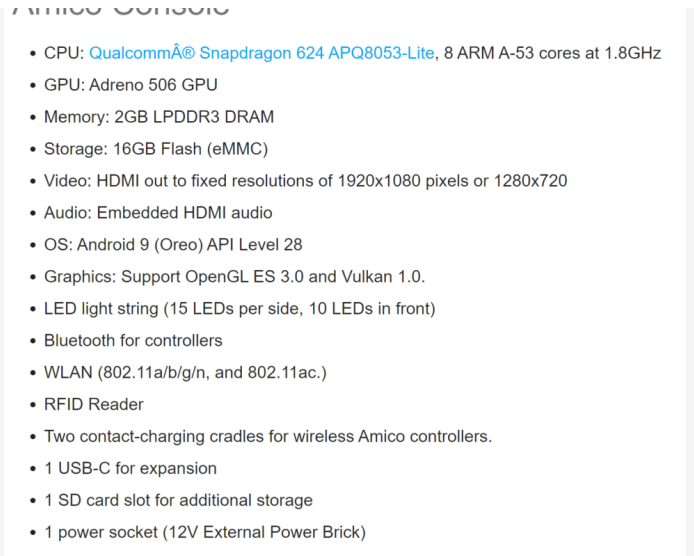 Amico Console
• CPU: QualcommÂ® Snapdragon 624 APQ8053-Lite, 8 ARM A-53 cores at 1.8GHz
• GPU: Adreno 506 GPU
• Memory: 2GB LPDDR3 DRAM
• Storage: 16GB Flash (eMMC)
• Video: HDMI out to fixed resolutions of 1920x1080 pixels or 1280x720
• Audio: Embedded HDMI audio
• OS: Android 9 (Oreo) API Level 28
• Graphics: Support OpenGL ES 3.0 and Vulkan 1.0.
• LED light string (15 LEDs per side, 10 LEDs in front)
• Bluetooth for controllers
• WLAN (802.11a/b/g/n, and 802.11ac.)
• RFID Reader
• Two contact-charging cradles for wireless Amico controllers.
• 1 USB-C for expansion
• 1 SD card slot for additional storage
• 1 power socket (12V External Power Brick)